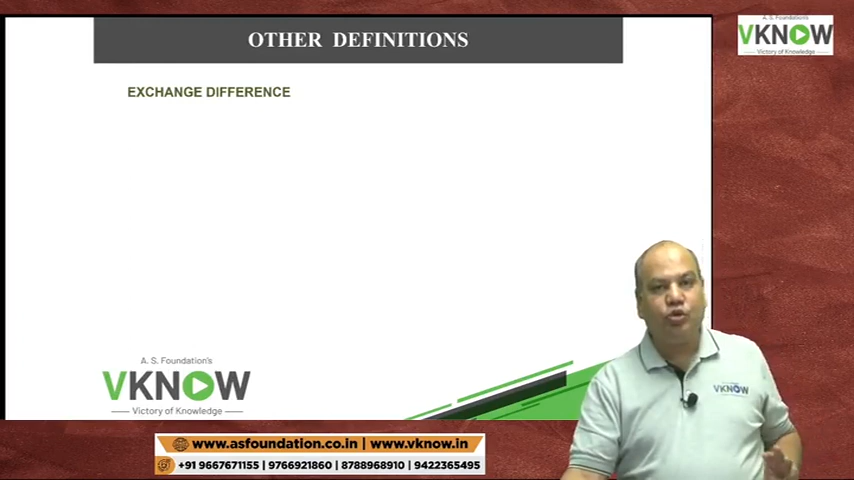 OTHER DEFINITIONS
A. S. Foundation's
VKNOW
Victory of Knowledge
EXCHANGE DIFFERENCE
VKNOW
A. S. Foundation's
VKNOW
Victory of Knowledge
www.asfoundation.co.in | www.vknow.in
+91 9667671155 | 9766921860 | 8788968910 | 9422365495